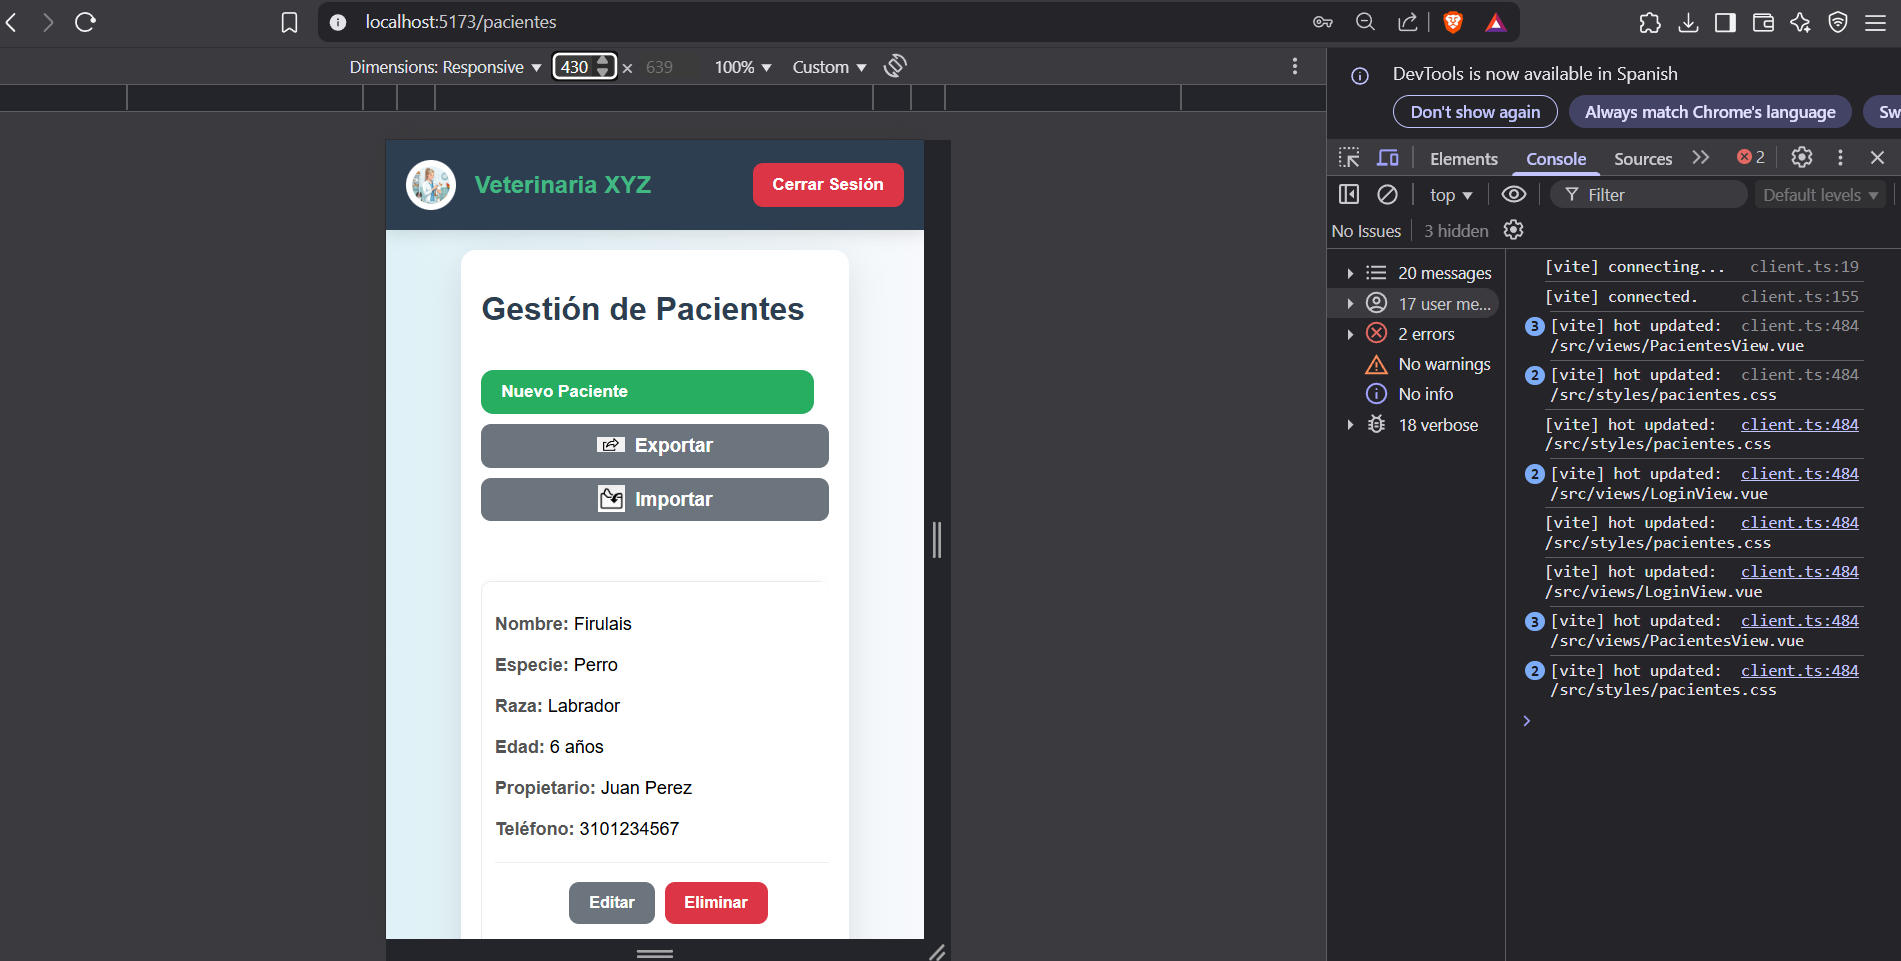 localhost:5173/pacientes
Dimensions: Responsive 430 × 639 100% Custom
DevTools is now available in Spanish
Don't show again Always match Chrome's language Sw
Elements Console Sources 2
top Filter Default levels
No Issues 3 hidden
20 messages
17 user me...
2 errors
No warnings
No info
18 verbose
[vite] connecting... client.ts:19
[vite] connected. client.ts:155
3 [vite] hot updated: client.ts:484
/src/views/PacientesView.vue
2 [vite] hot updated: client.ts:484
/src/styles/pacientes.css
[vite] hot updated: client.ts:484
/src/styles/pacientes.css
2 [vite] hot updated: client.ts:484
/src/views/LoginView.vue
[vite] hot updated: client.ts:484
/src/styles/pacientes.css
[vite] hot updated: client.ts:484
/src/views/LoginView.vue
3 [vite] hot updated: client.ts:484
/src/views/PacientesView.vue
2 [vite] hot updated: client.ts:484
/src/styles/pacientes.css
Veterinaria XYZ Cerrar Sesión
Gestión de Pacientes
Nuevo Paciente
Exportar
Importar
Nombre: Firulais
Especie: Perro
Raza: Labrador
Edad: 6 años
Propietario: Juan Perez
Teléfono: 3101234567
Editar Eliminar